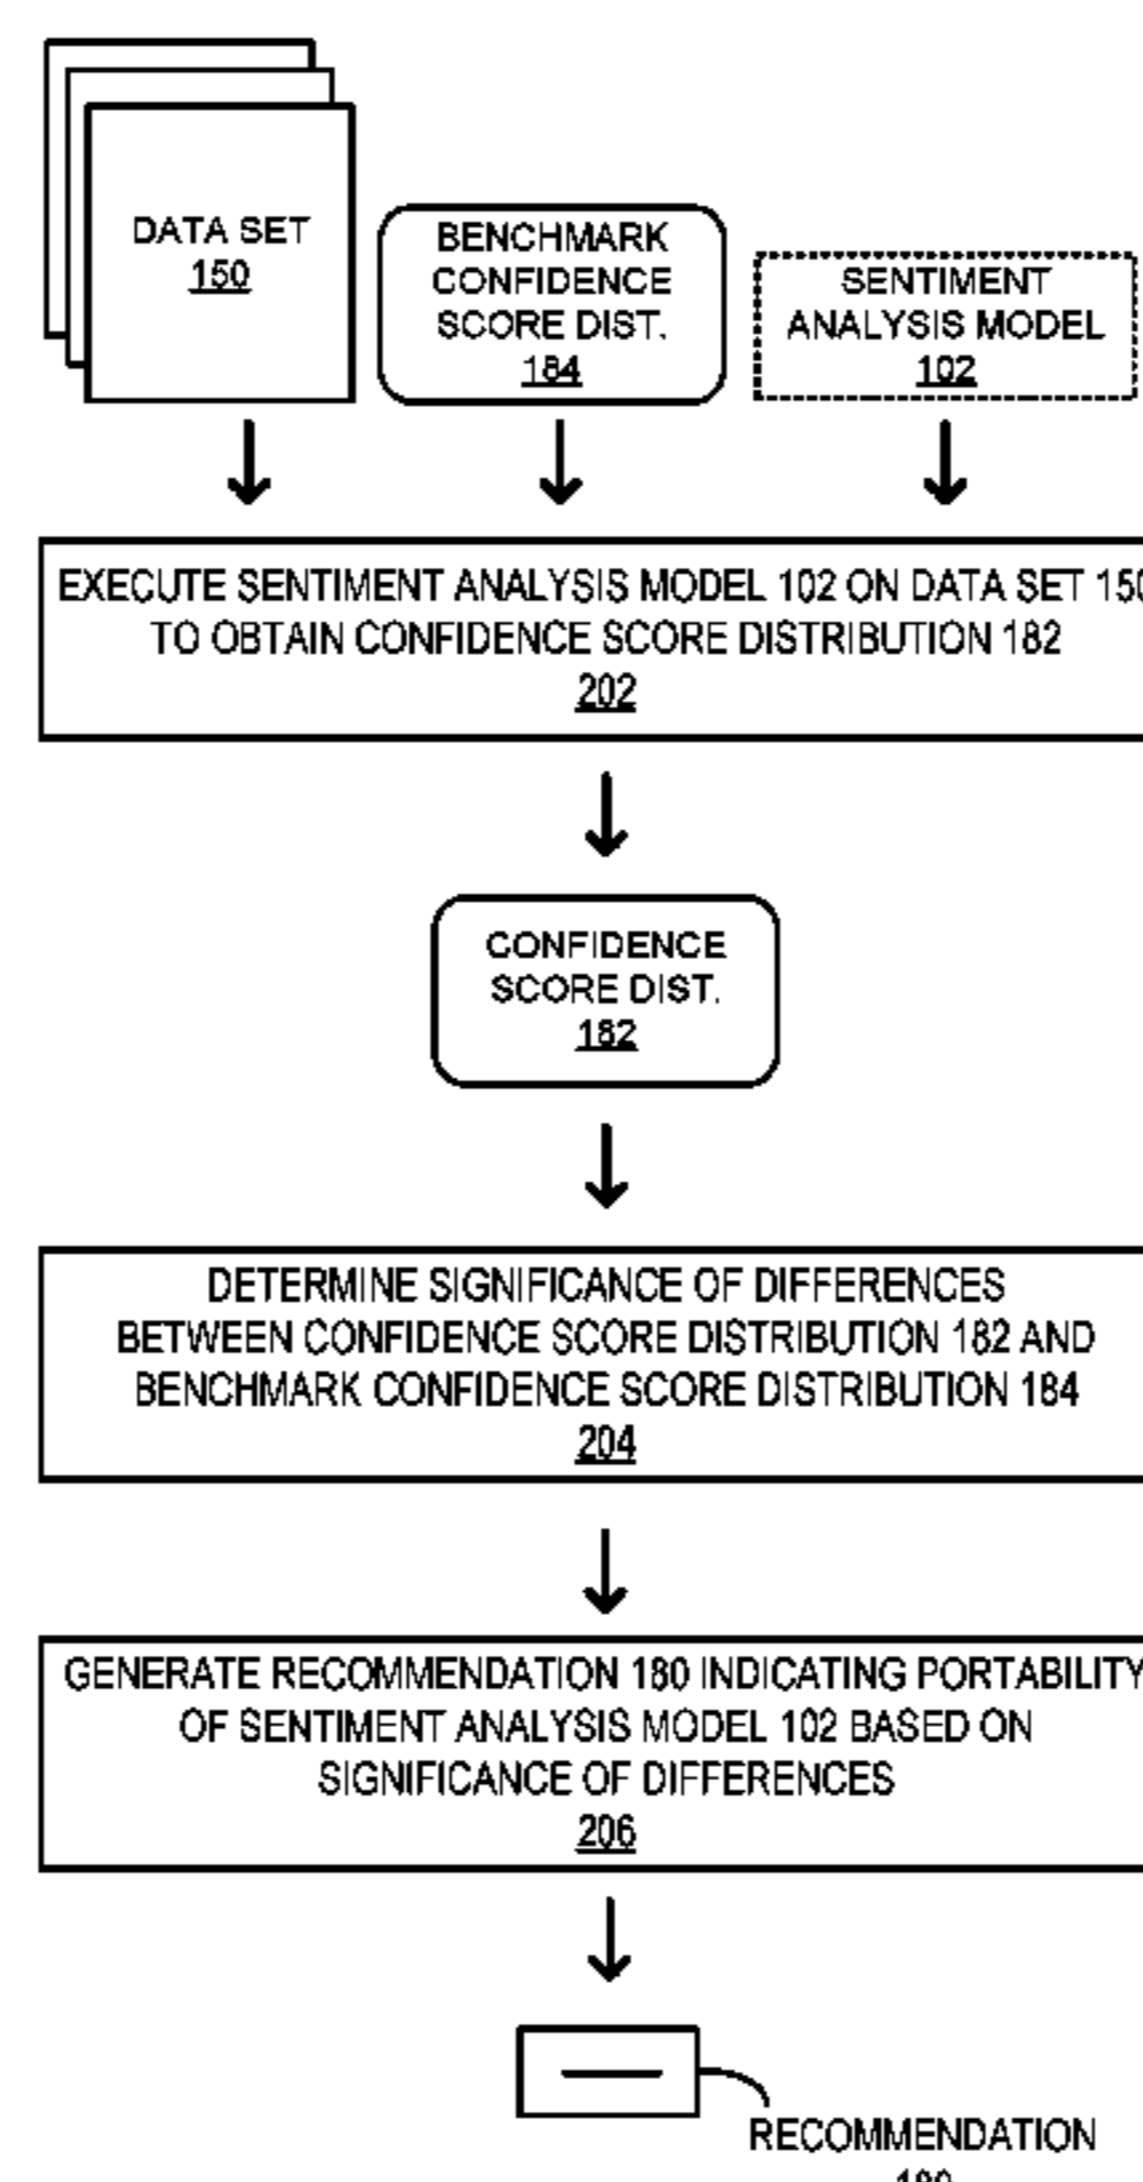 DATA SET
150
BENCHMARK
CONFIDENCE
SCORE DIST.
184
SENTIMENT
ANALYSIS MODEL
102
EXECUTE SENTIMENT ANALYSIS MODEL 102 ON DATA SET 150
TO OBTAIN CONFIDENCE SCORE DISTRIBUTION 182
202
CONFIDENCE
SCORE DIST.
182
DETERMINE SIGNIFICANCE OF DIFFERENCES
BETWEEN CONFIDENCE SCORE DISTRIBUTION 182 AND
BENCHMARK CONFIDENCE SCORE DISTRIBUTION 184
204
GENERATE RECOMMENDATION 180 INDICATING PORTABILITY
OF SENTIMENT ANALYSIS MODEL 102 BASED ON
SIGNIFICANCE OF DIFFERENCES
206
RECOMMENDATION
180